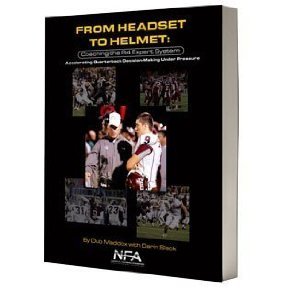 FROM HEADSET
TO HELMET:
Coaching the R4 Expert System
Accelerating Quarterback Decision-Making Under Pressure
By Dub Maddox with Darin Slack
NFA